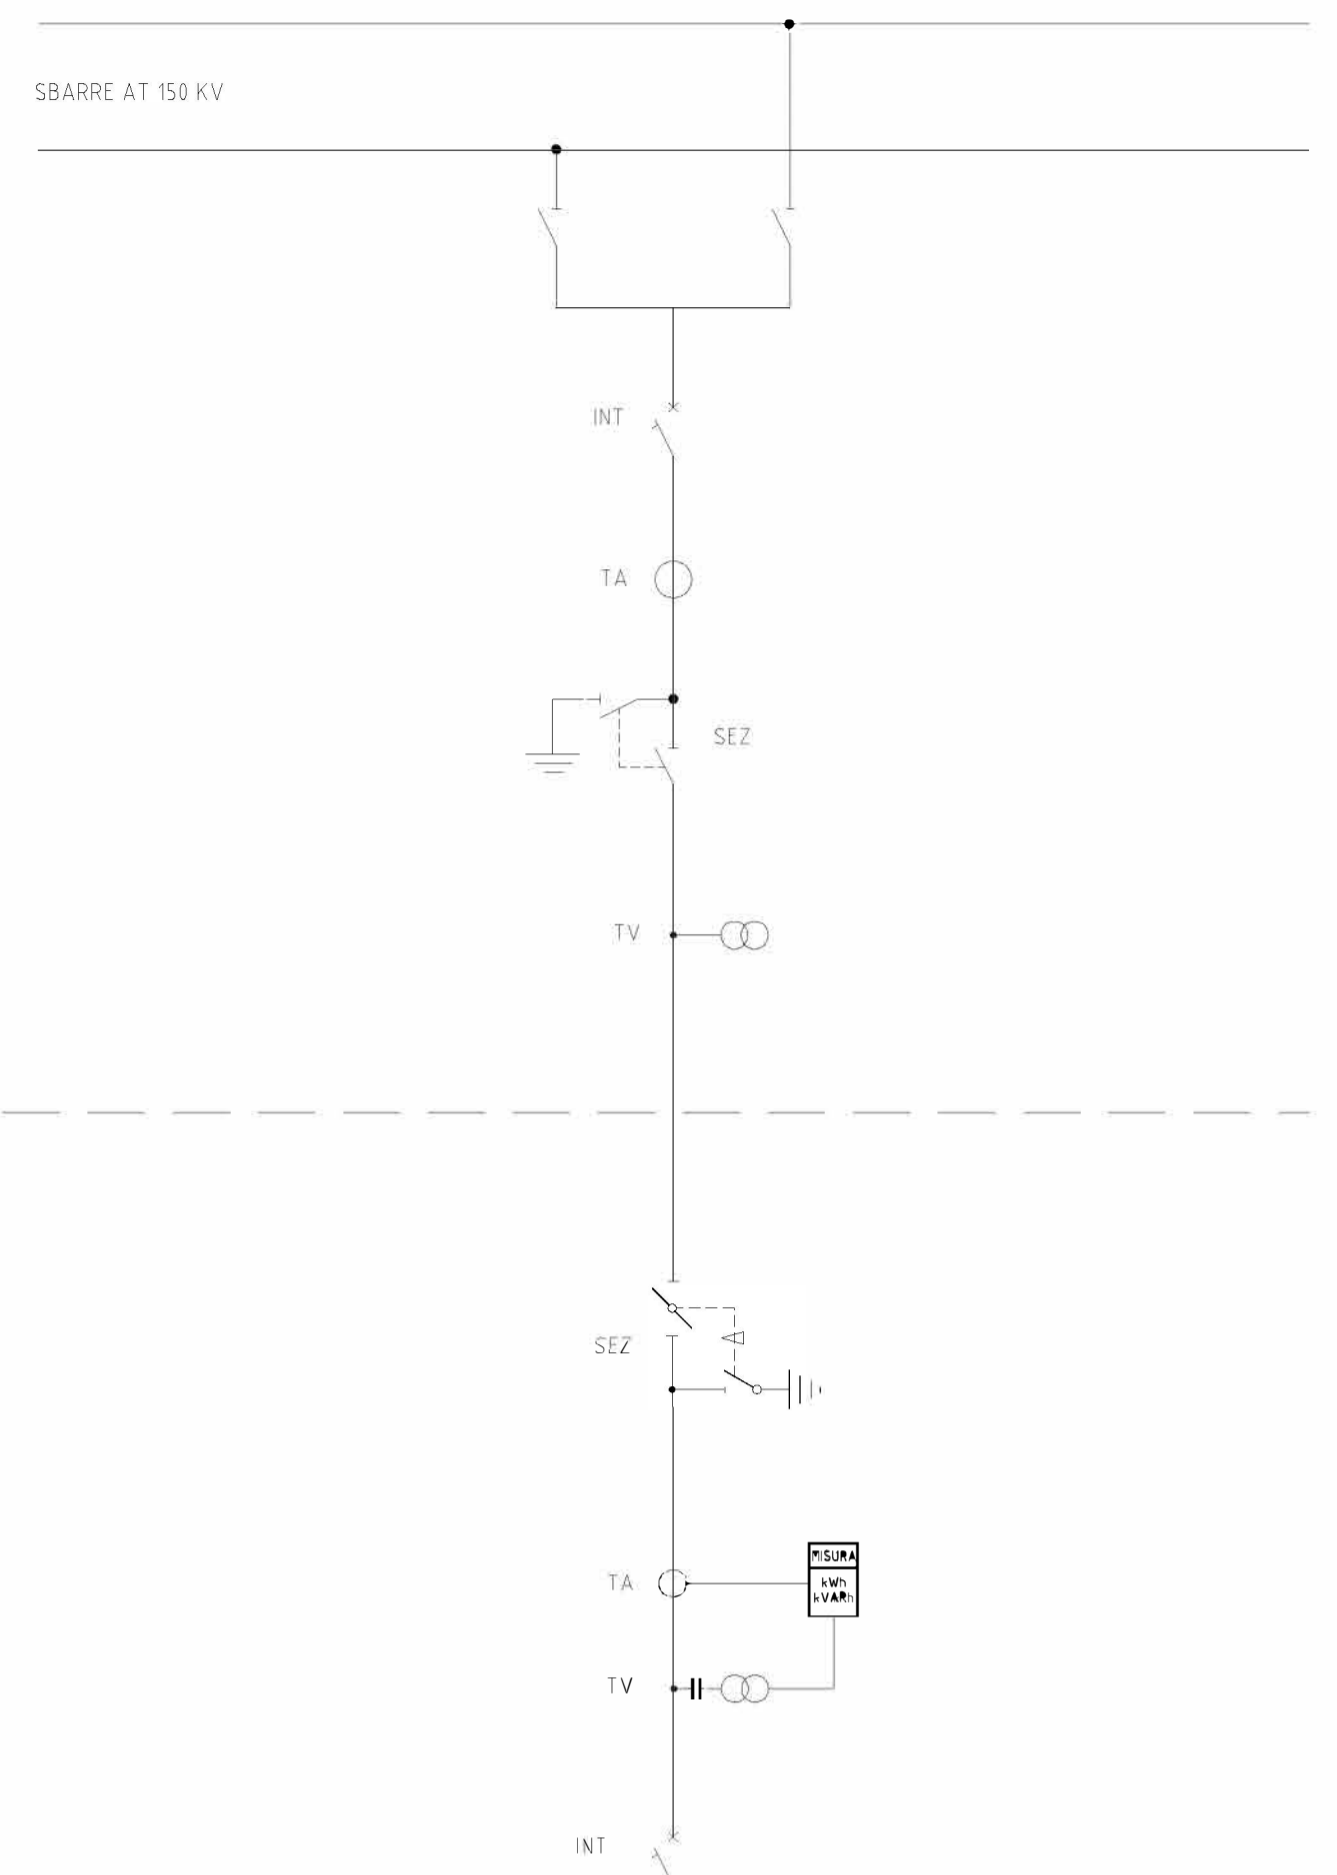 SBARRE AT 150 KV
INT
TA
SEZ
TV
SEZ
TA
MISURA
kWh
kVARh
TV
INT